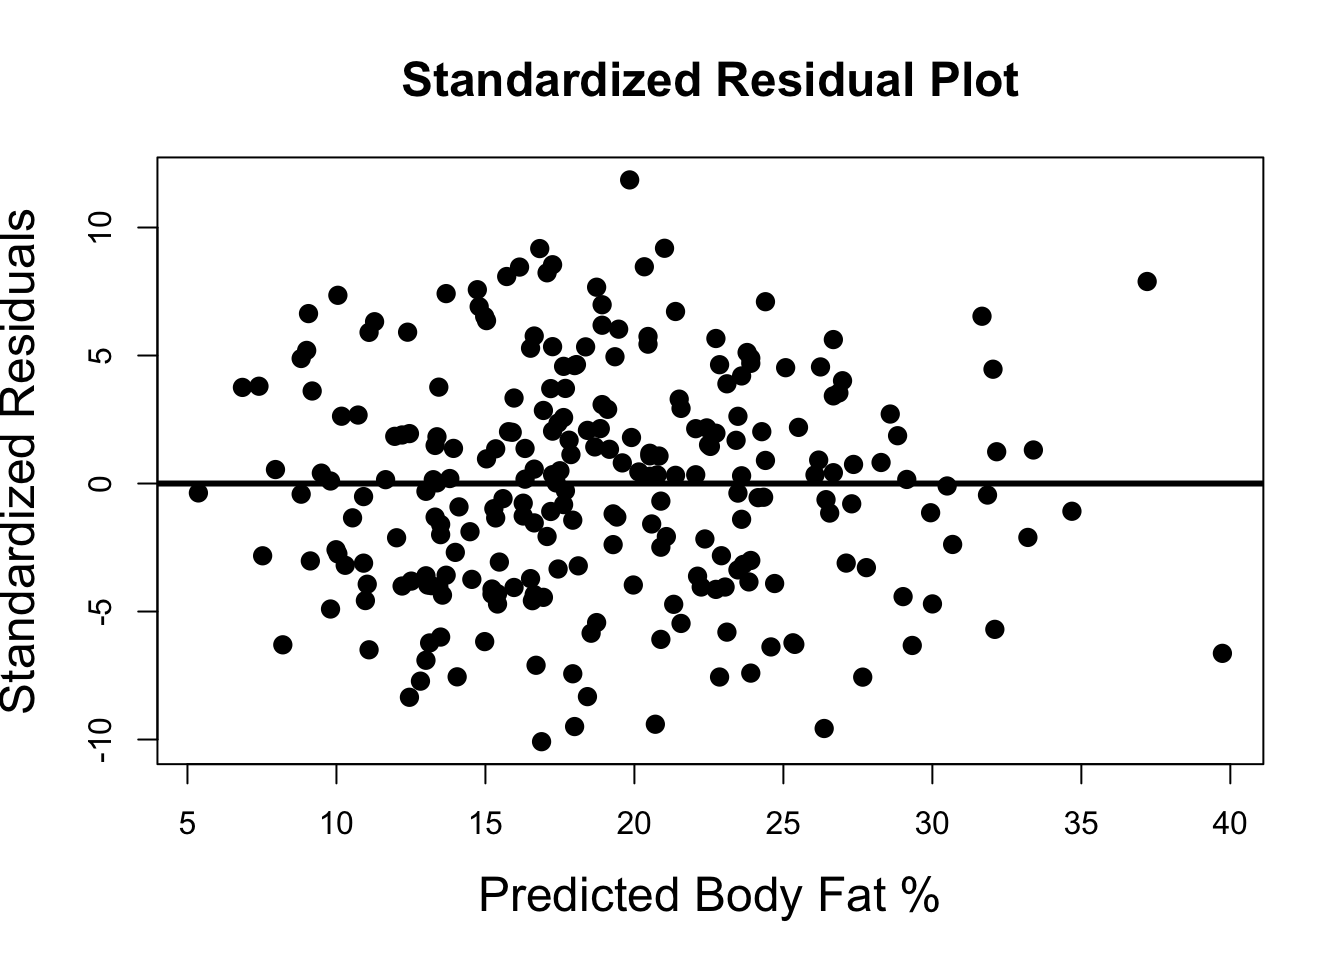 Standardized Residual Plot
Standardized Residuals
10
5
0
-5
-10
5 10 15 20 25 30 35 40
Predicted Body Fat %